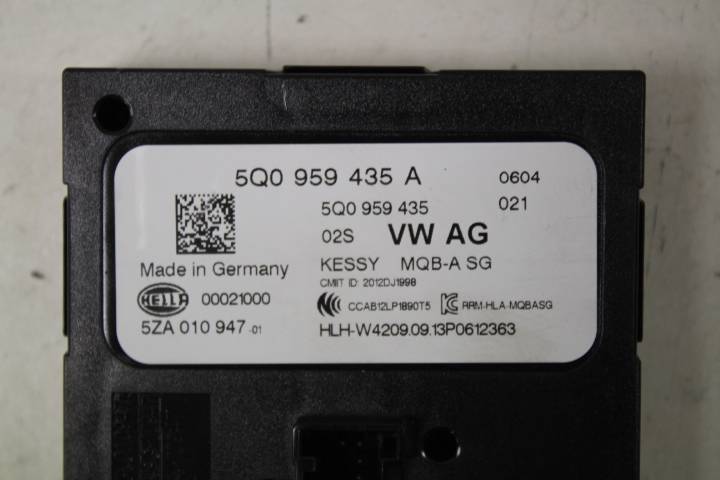 5Q0 959 435 A 0604
5Q0 959 435 021
02S VW AG
Made in Germany KESSY MQB-A SG
CMIIT ID: 2012DJ1998
HELLA 00021000 CCAB12LP1890T5 RRM-HLA-MQBASG
5ZA 010 947 -01 HLH-W4209.09.13P0612363